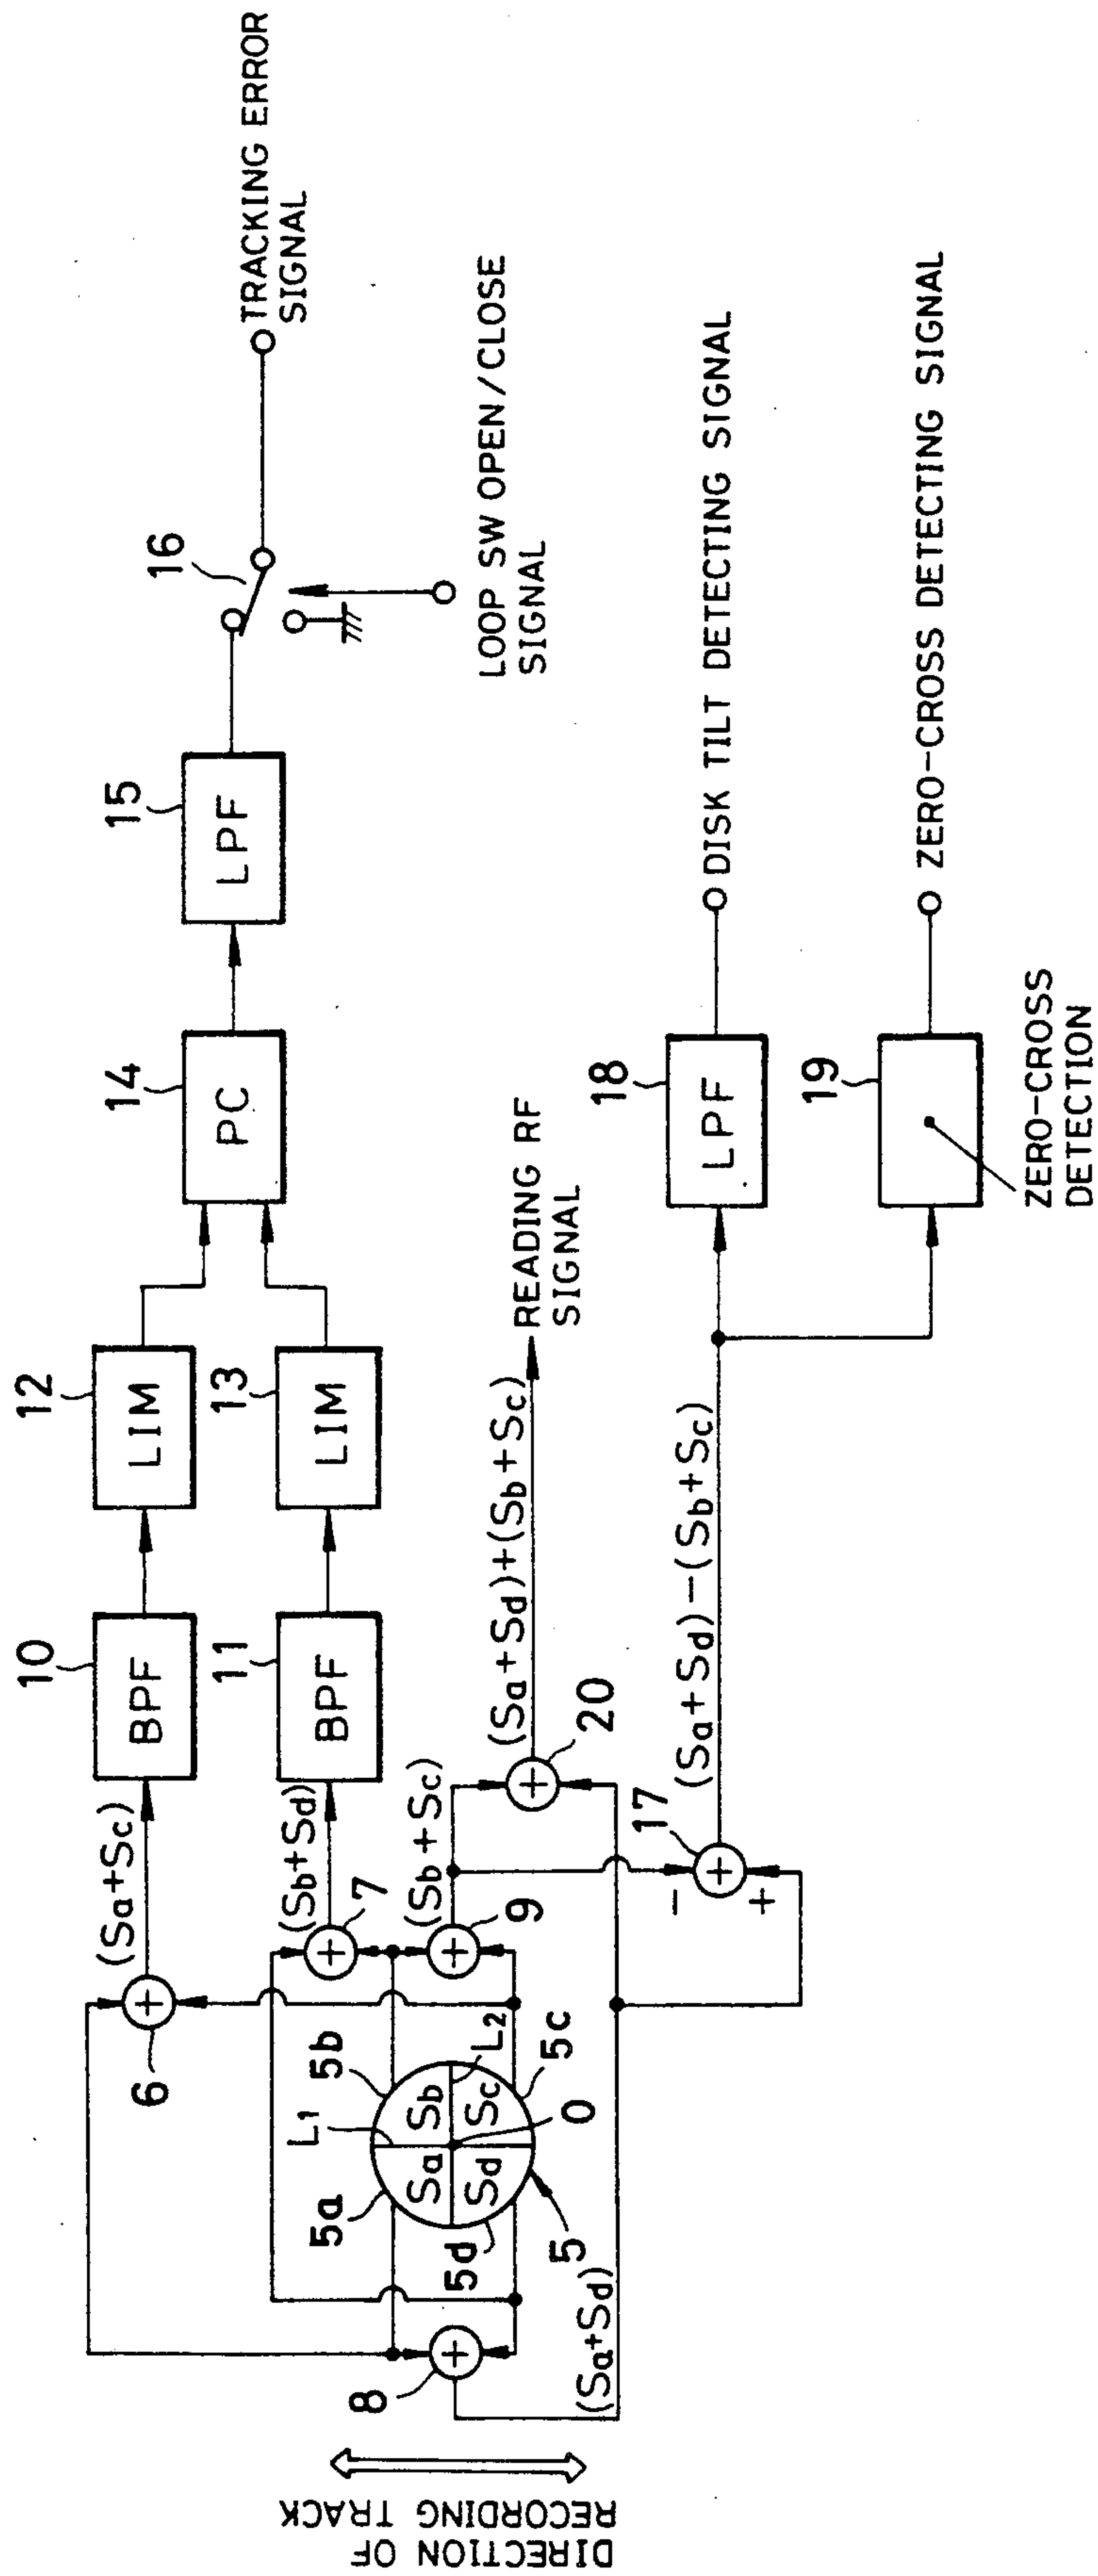 TRACKING ERROR
SIGNAL
16
LOOP SW OPEN/CLOSE
SIGNAL
15
LPF
14
PC
12
LIM
13
LIM
10
BPF
11
BPF
(Sa+Sc)
(Sb+Sd)
6
7
(Sb+Sc)
9
READING RF
SIGNAL
(Sa+Sd)+(Sb+Sc)
20
DISK TILT DETECTING SIGNAL
18
LPF
ZERO-CROSS DETECTING SIGNAL
19
ZERO-CROSS
DETECTION
(Sa+Sd)-(Sb+Sc)
17
−
+
+
+
+
+
+
+
5a
5b
L1
L2
Sa
Sb
Sd
Sc
5d
5c
O
5
8
(Sa+Sd)
DIRECTION OF
RECORDING TRACK